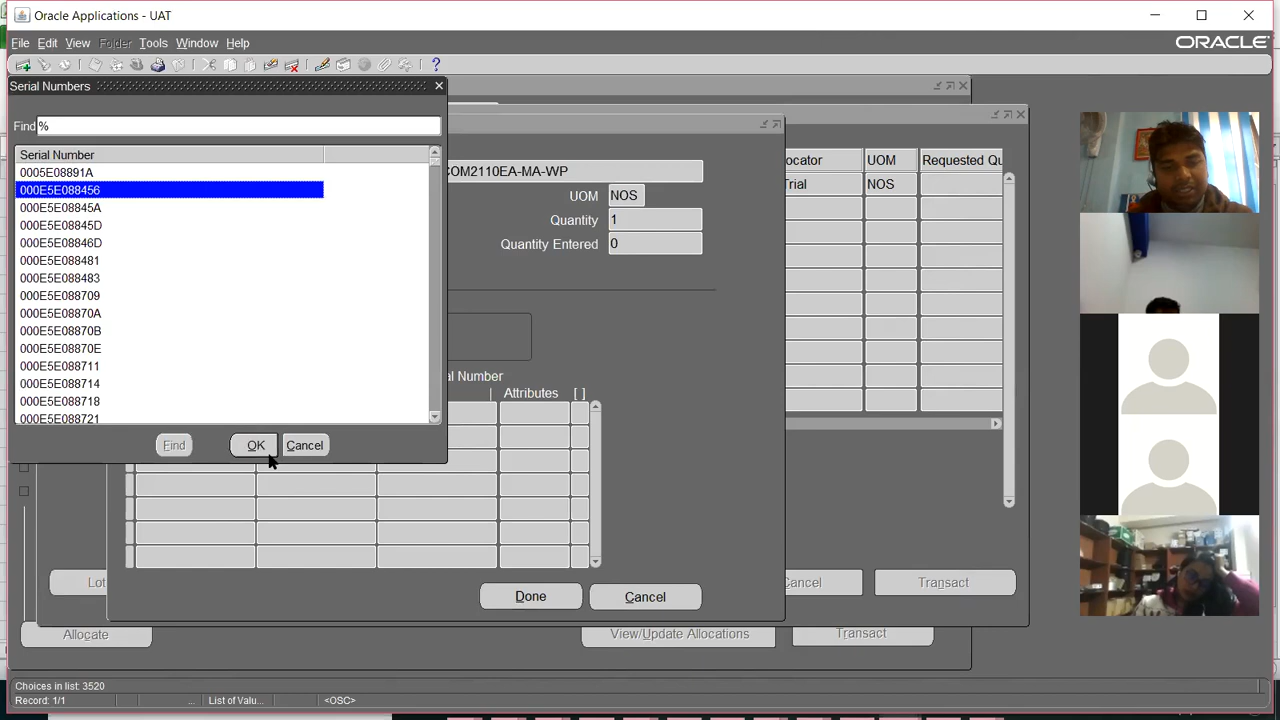 Oracle Applications - UAT
File Edit View Folder Tools Window Help
ORACLE
Serial Numbers
Find %
Serial Number
0005E08891A
000E5E088456
000E5E08845A
000E5E08845D
000E5E08846D
000E5E088481
000E5E088483
000E5E088709
000E5E08870A
000E5E08870B
000E5E08870E
000E5E088711
000E5E088714
000E5E088718
000E5E088721
Find OK Cancel
COM2110EA-MA-WP
UOM NOS
Quantity 1
Quantity Entered 0
al Number
Attributes [ ]
Done Cancel
ocator UOM Requested Qu
Trial NOS
Lot
Cancel Transact
Allocate View/Update Allocations Transact
Choices in list: 3520
Record: 1/1 ... List of Valu... <OSC>